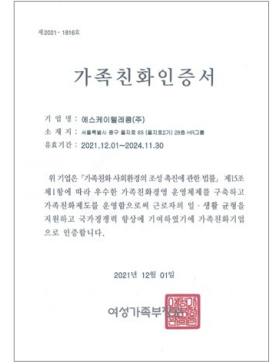 제2021- 1816호
가족친화인증서
기 업 명 : 에스케이텔레콤(주)
소 재 지 : 서울특별시 중구 을지로 65 (을지로2가) 28층 HR그룹
유효기간 : 2021.12.01~2024.11.30
위 기업은 「가족친화 사회환경의 조성 촉진에 관한 법률」 제15조
제1항에 따라 우수한 가족친화경영 운영체제를 구축하고
가족친화제도를 운영함으로써 근로자의 일·생활 균형을
지원하고 국가경쟁력 향상에 기여하였기에 가족친화기업
으로 인증합니다.
2021년 12월 01일
여성가족부장관